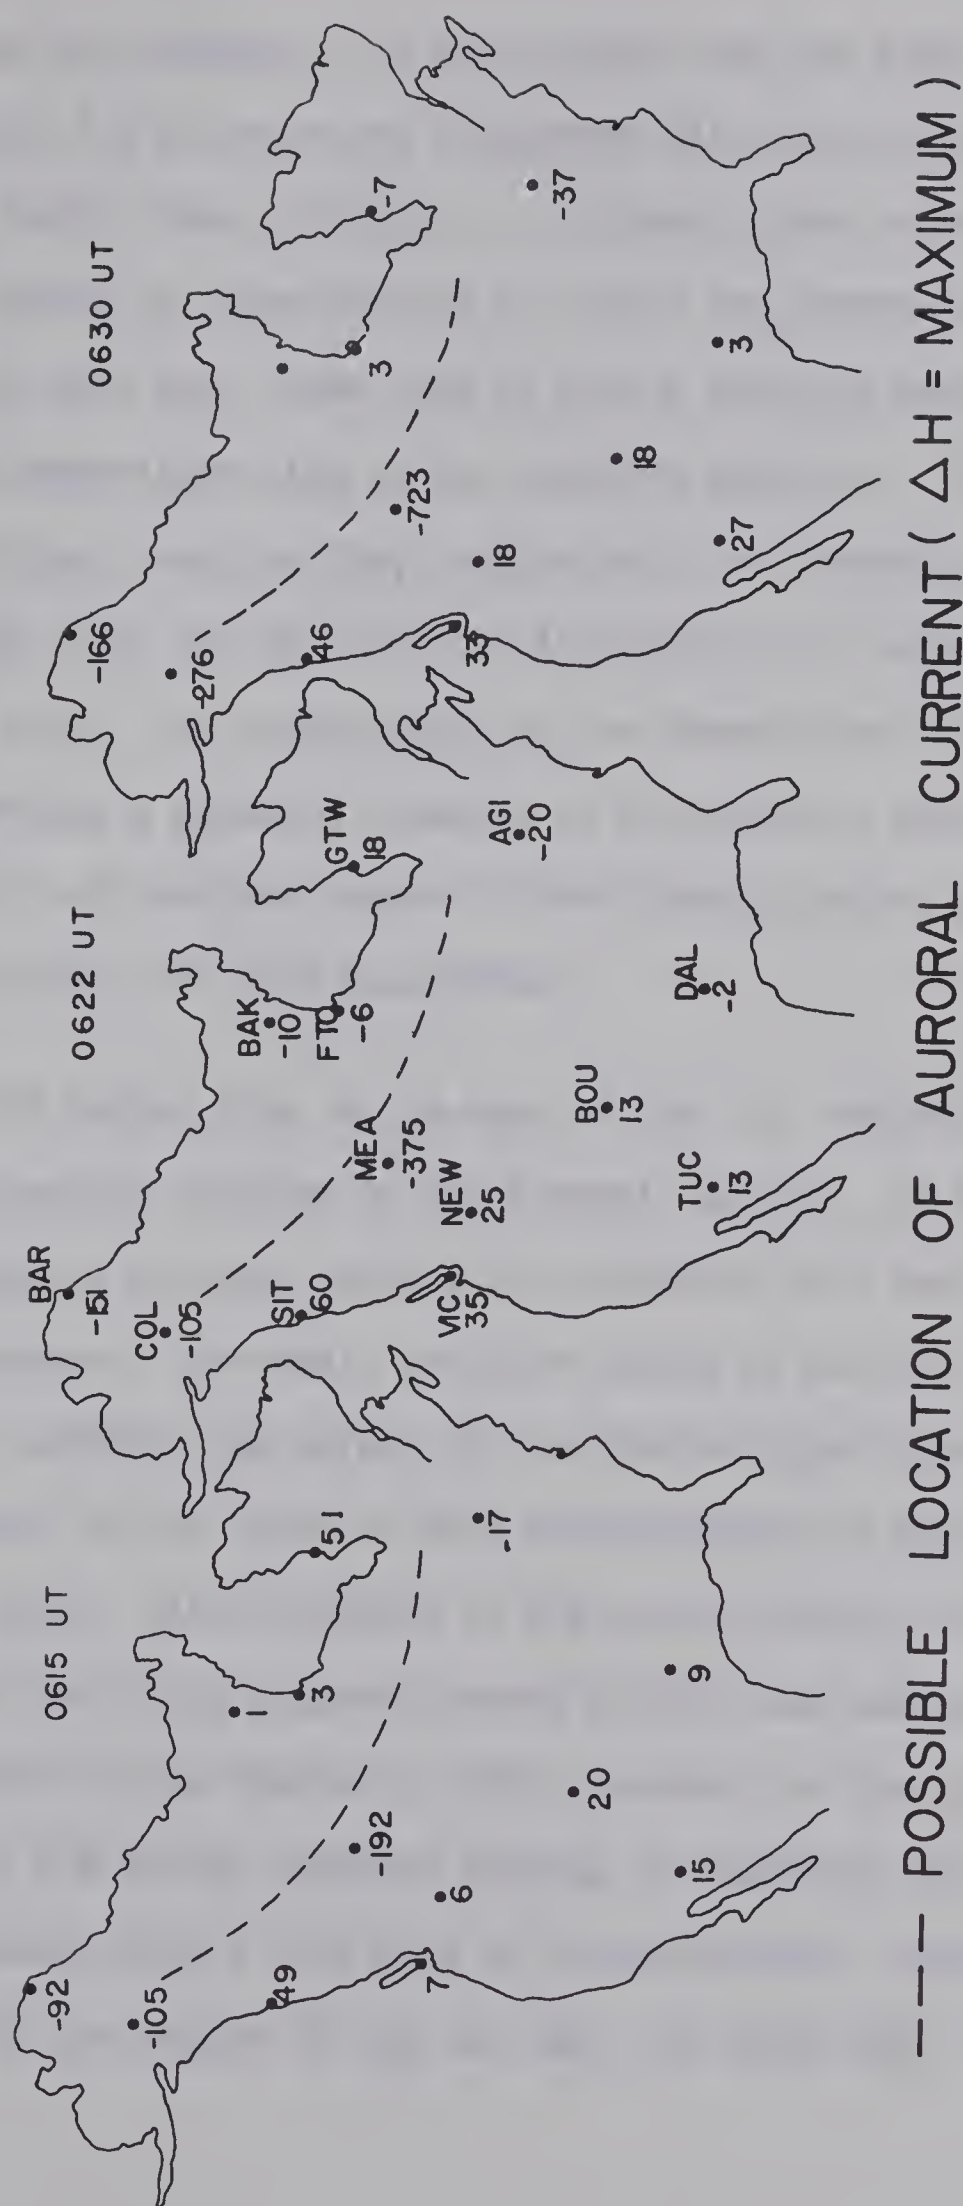 0615 UT
-92
-105
49
7
6
-192
1
3
51
-17
20
15
9
0622 UT
BAR
-151
COL
-105
SIT
60
VIC
35
NEW
25
MEA
-375
BAK
-10
FTC
-6
GTW
18
AGI
-20
BOU
13
TUC
13
DAL
-2
0630 UT
-166
-276
46
33
18
-723
3
-7
-37
18
27
3
--- POSSIBLE LOCATION OF AURORAL CURRENT ( △H = MAXIMUM )